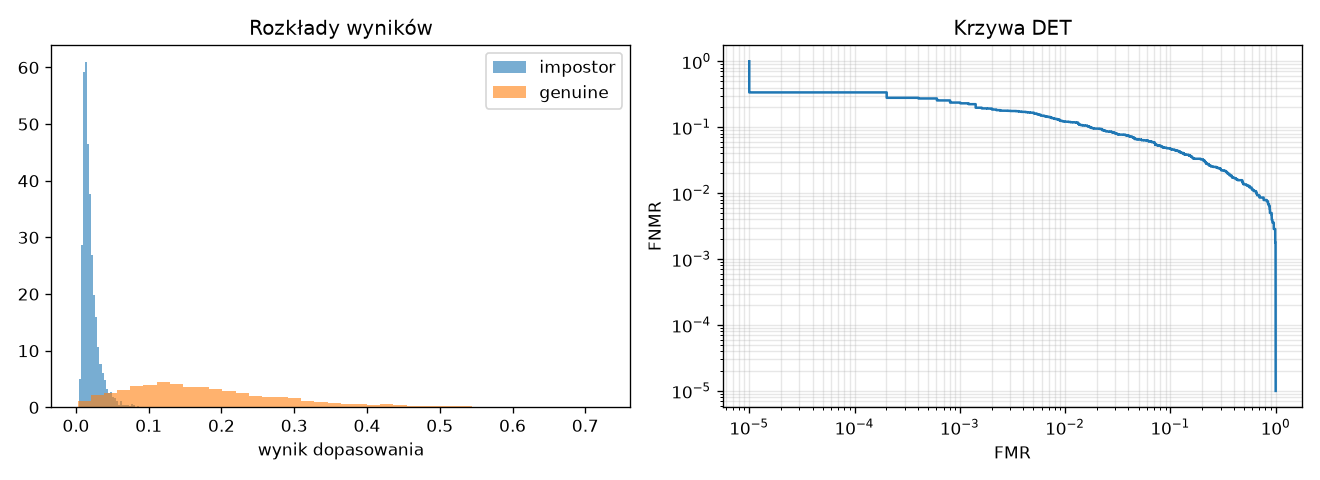 Rozkłady wyników
60
50
40
30
20
10
0
0.0 0.1 0.2 0.3 0.4 0.5 0.6 0.7
wynik dopasowania
impostor
genuine
Krzywa DET
10⁰
10⁻¹
10⁻²
10⁻³
10⁻⁴
10⁻⁵
FNMR
10⁻⁵ 10⁻⁴ 10⁻³ 10⁻² 10⁻¹ 10⁰
FMR